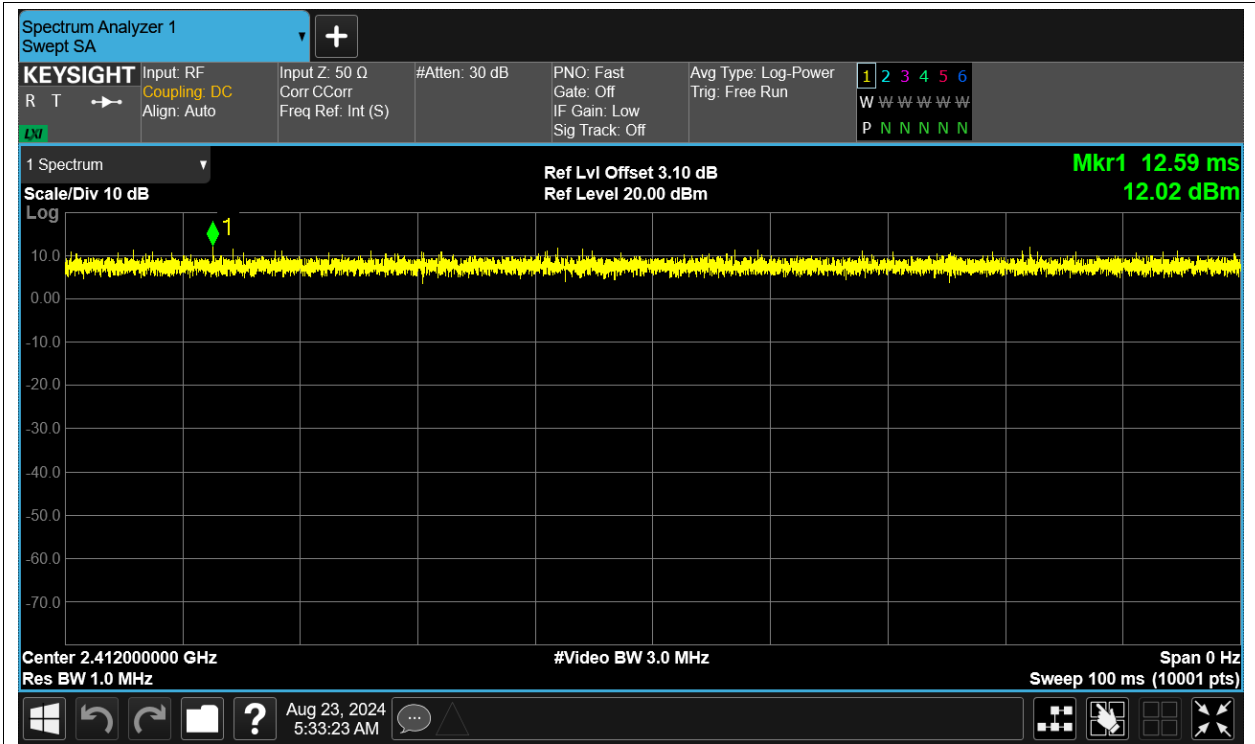 Spectrum Analyzer 1
Swept SA
KEYSIGHT
R T
LXI
Input: RF
Coupling: DC
Align: Auto
Input Z: 50 Ω
Corr CCorr
Freq Ref: Int (S)
#Atten: 30 dB
PNO: Fast
Gate: Off
IF Gain: Low
Sig Track: Off
Avg Type: Log-Power
Trig: Free Run
1 2 3 4 5 6
W W W W W W
P N N N N N
1 Spectrum
Scale/Div 10 dB
Log
Ref Lvl Offset 3.10 dB
Ref Level 20.00 dBm
Mkr1 12.59 ms
12.02 dBm
1
10.0
0.00
-10.0
-20.0
-30.0
-40.0
-50.0
-60.0
-70.0
Center 2.412000000 GHz
#Video BW 3.0 MHz
Span 0 Hz
Res BW 1.0 MHz
Sweep 100 ms (10001 pts)
?
Aug 23, 2024
5:33:23 AM